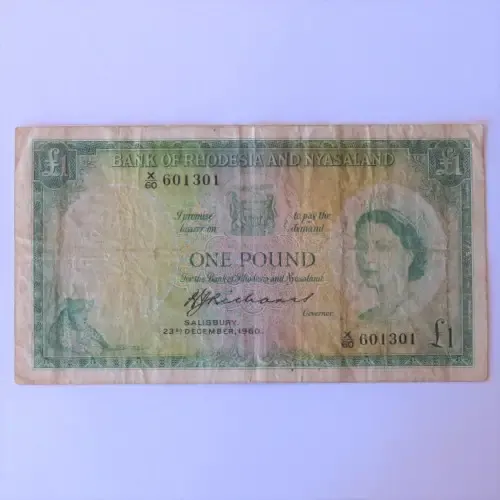 £1 £1
BANK OF RHODESIA AND NYASALAND
X/60 601301
I promise to pay the
bearer on demand
ONE POUND
For the Bank of Rhodesia and Nyasaland
Governor
SALISBURY
23RD DECEMBER, 1960.
X/60 601301 £1